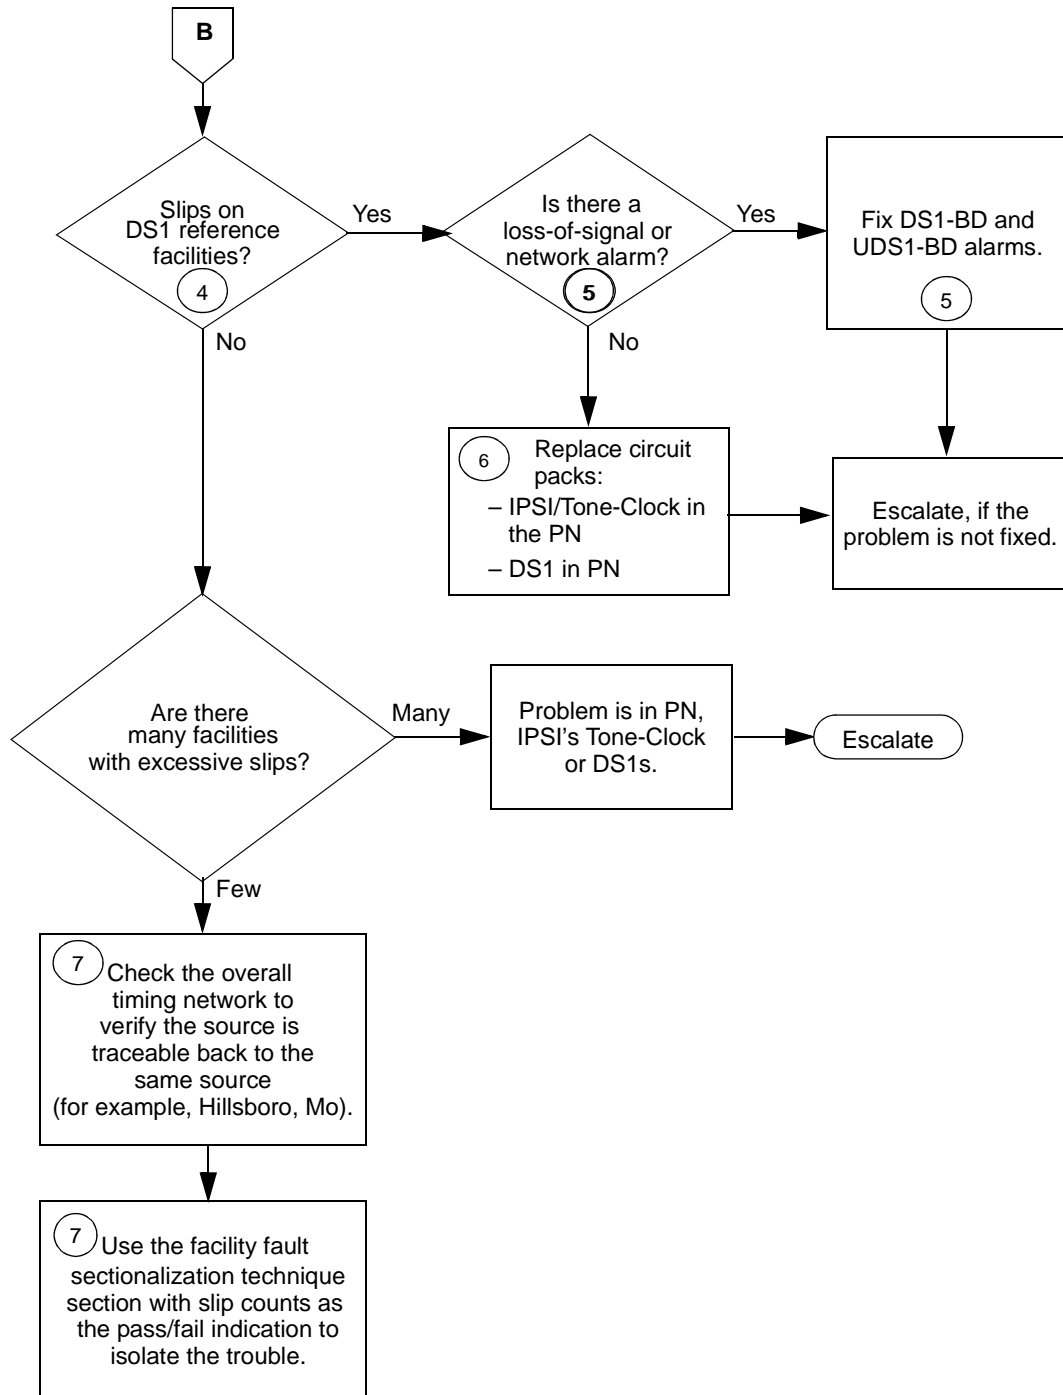 B
Slips on
DS1 reference
facilities?
4
Yes
No
Is there a
loss-of-signal or
network alarm?
5
Yes
No
Fix DS1-BD and
UDS1-BD alarms.
5
6 Replace circuit
packs:
– IPSI/Tone-Clock in
the PN
– DS1 in PN
Escalate, if the
problem is not fixed.
Are there
many facilities
with excessive slips?
Many
Few
Problem is in PN,
IPSI's Tone-Clock
or DS1s.
Escalate
7 Check the overall
timing network to
verify the source is
traceable back to the
same source
(for example, Hillsboro, Mo).
7 Use the facility fault
sectionalization technique
section with slip counts as
the pass/fail indication to
isolate the trouble.